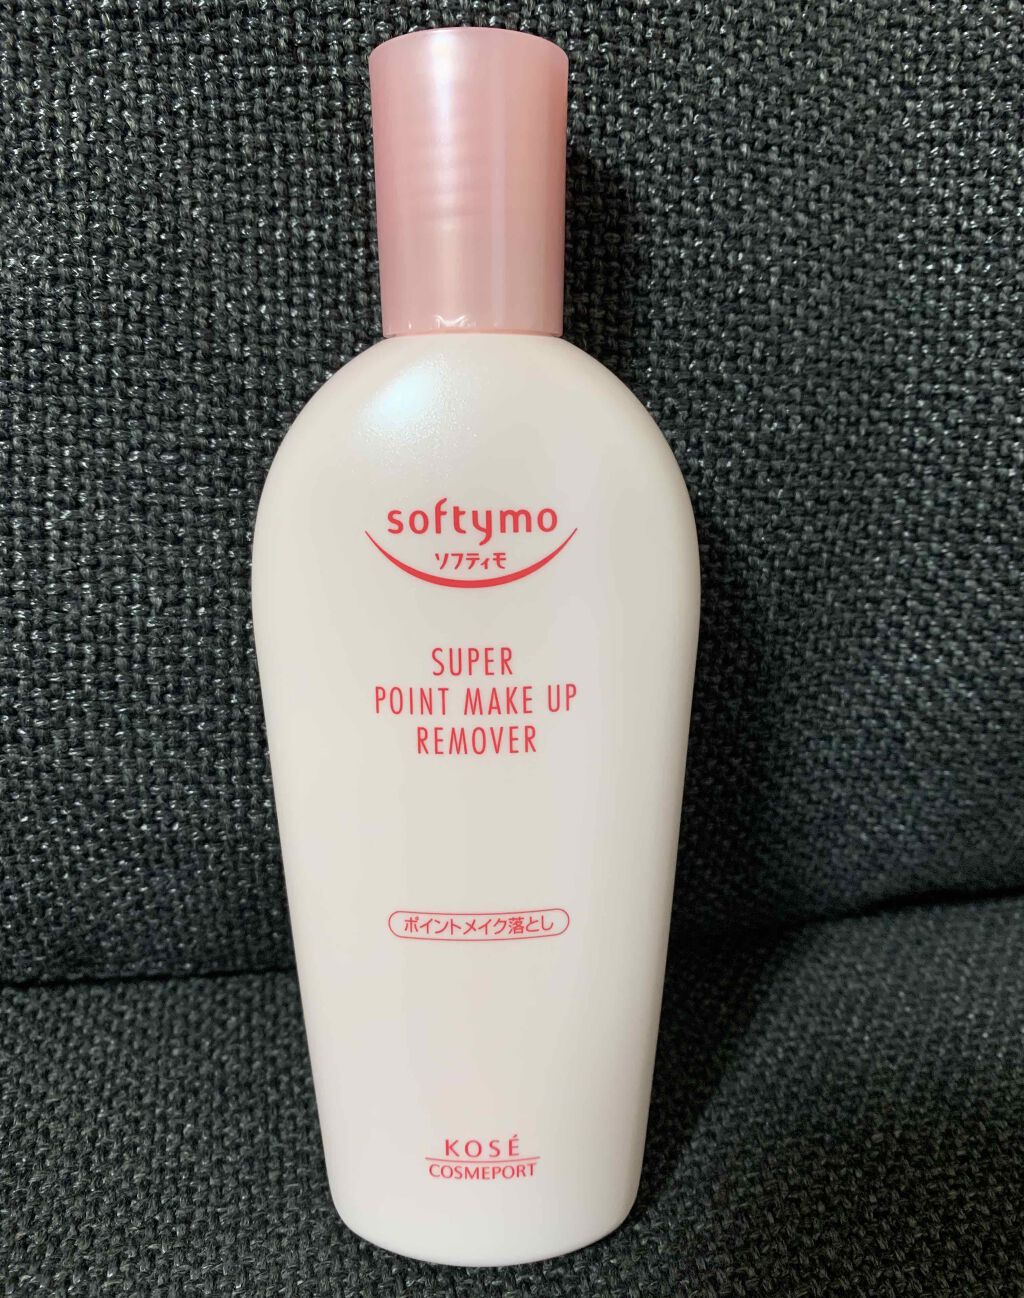 softymo
ソフティモ
SUPER
POINT MAKE UP
REMOVER
ポイントメイク落とし
KOSÉ
COSMEPORT